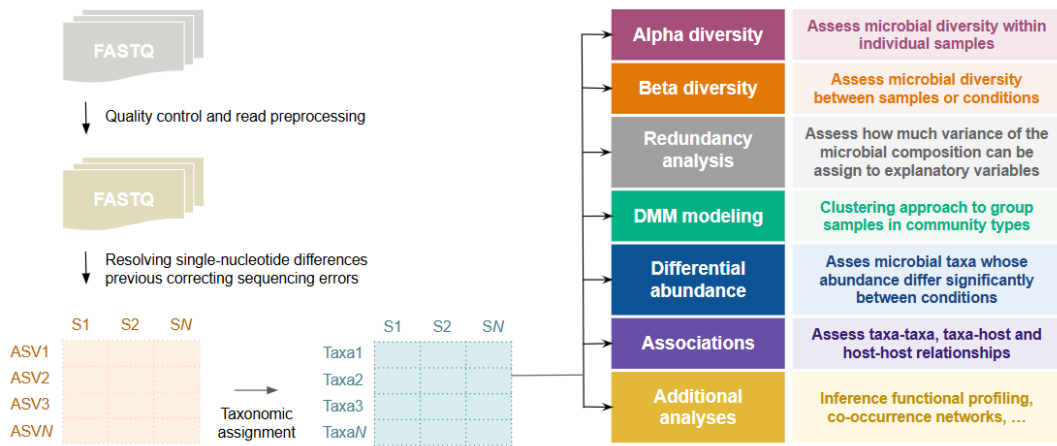 FASTQ
Quality control and read preprocessing
FASTQ
Resolving single-nucleotide differences
previous correcting sequencing errors
S1 S2 SN
ASV1
ASV2
ASV3
ASVN
Taxonomic
assignment
S1 S2 SN
Taxa1
Taxa2
Taxa3
TaxaN
Alpha diversity
Assess microbial diversity within
individual samples
Beta diversity
Assess microbial diversity
between samples or conditions
Redundancy
analysis
Assess how much variance of the
microbial composition can be
assign to explanatory variables
DMM modeling
Clustering approach to group
samples in community types
Differential
abundance
Asses microbial taxa whose
abundance differ significantly
between conditions
Associations
Assess taxa-taxa, taxa-host and
host-host relationships
Additional
analyses
Inference functional profiling,
co-occurrence networks, …